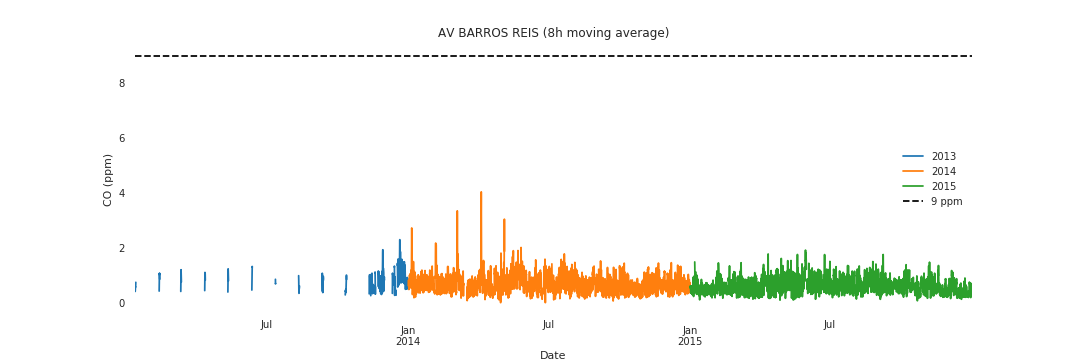 AV BARROS REIS (8h moving average)
8
6
4
2
0
CO (ppm)
2013
2014
2015
9 ppm
Jul
Jan
2014
Jul
Jan
2015
Jul
Date